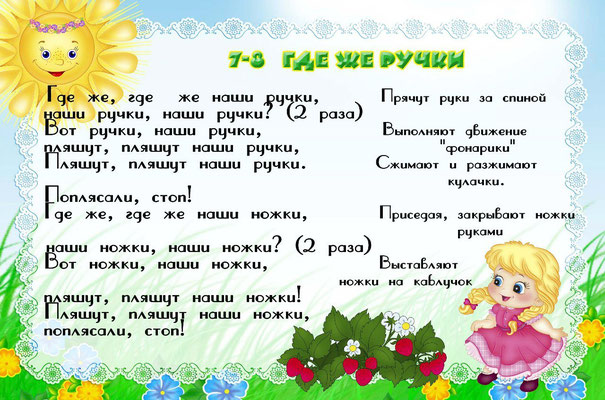 7-8 ГДЕ ЖЕ РУЧКИ
Где же, где же наши ручки,
наши ручки, наши ручки? (2 раза)
Вот ручки, наши ручки,
пляшут, пляшут наши ручки,
Пляшут, пляшут наши ручки.
Поплясали, стоп!
Где же, где же наши ножки,
наши ножки, наши ножки? (2 раза)
Вот ножки, наши ножки,
пляшут, пляшут наши ножки!
Пляшут, пляшут наши ножки,
поплясали, стоп!
Прячут руки за спиной
Выполняют движение
"фонарики"
Сжимают и разжимают
кулачки.
Приседая, закрывают ножки
руками
Выставляют
ножки на каблучок